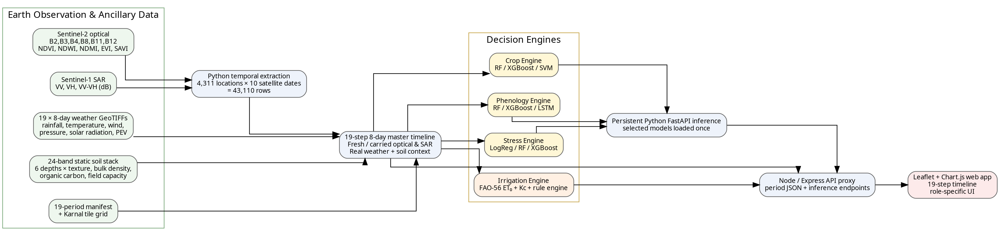 Earth Observation & Ancillary Data
Sentinel-2 optical
B2,B3,B4,B8,B11,B12
NDVI, NDWI, NDMI, EVI, SAVI
Sentinel-1 SAR
VV, VH, VV-VH (dB)
19 × 8-day weather GeoTIFFs
rainfall, temperature, wind,
pressure, solar radiation, PEV
24-band static soil stack
6 depths × texture, bulk density,
organic carbon, field capacity
19-period manifest
+ Karnal tile grid
Python temporal extraction
4,311 locations × 10 satellite dates
= 43,110 rows
19-step 8-day master timeline
Fresh / carried optical & SAR
Real weather + soil context
Decision Engines
Crop Engine
RF / XGBoost / SVM
Phenology Engine
RF / XGBoost / LSTM
Stress Engine
LogReg / RF / XGBoost
Irrigation Engine
FAO-56 ET₀ + Kc + rule engine
Persistent Python FastAPI inference
selected models loaded once
Node / Express API proxy
period JSON + inference endpoints
Leaflet + Chart.js web app
19-step timeline
role-specific UI